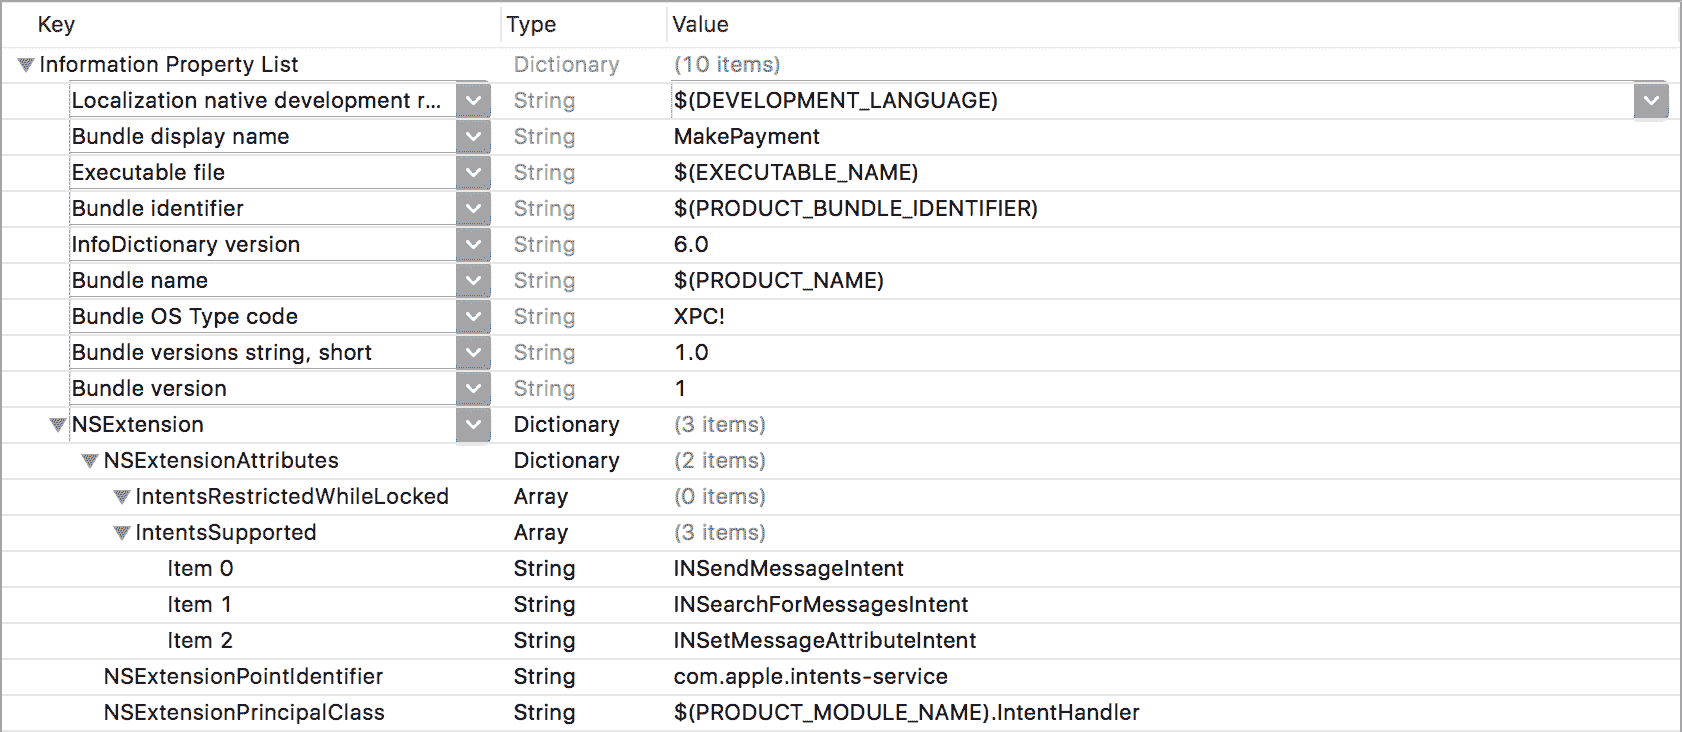 Key Type Value
Information Property List Dictionary (10 items)
Localization native development r... String $(DEVELOPMENT_LANGUAGE)
Bundle display name String MakePayment
Executable file String $(EXECUTABLE_NAME)
Bundle identifier String $(PRODUCT_BUNDLE_IDENTIFIER)
InfoDictionary version String 6.0
Bundle name String $(PRODUCT_NAME)
Bundle OS Type code String XPC!
Bundle versions string, short String 1.0
Bundle version String 1
NSExtension Dictionary (3 items)
NSExtensionAttributes Dictionary (2 items)
IntentsRestrictedWhileLocked Array (0 items)
IntentsSupported Array (3 items)
Item 0 String INSendMessageIntent
Item 1 String INSearchForMessagesIntent
Item 2 String INSetMessageAttributeIntent
NSExtensionPointIdentifier String com.apple.intents-service
NSExtensionPrincipalClass String $(PRODUCT_MODULE_NAME).IntentHandler